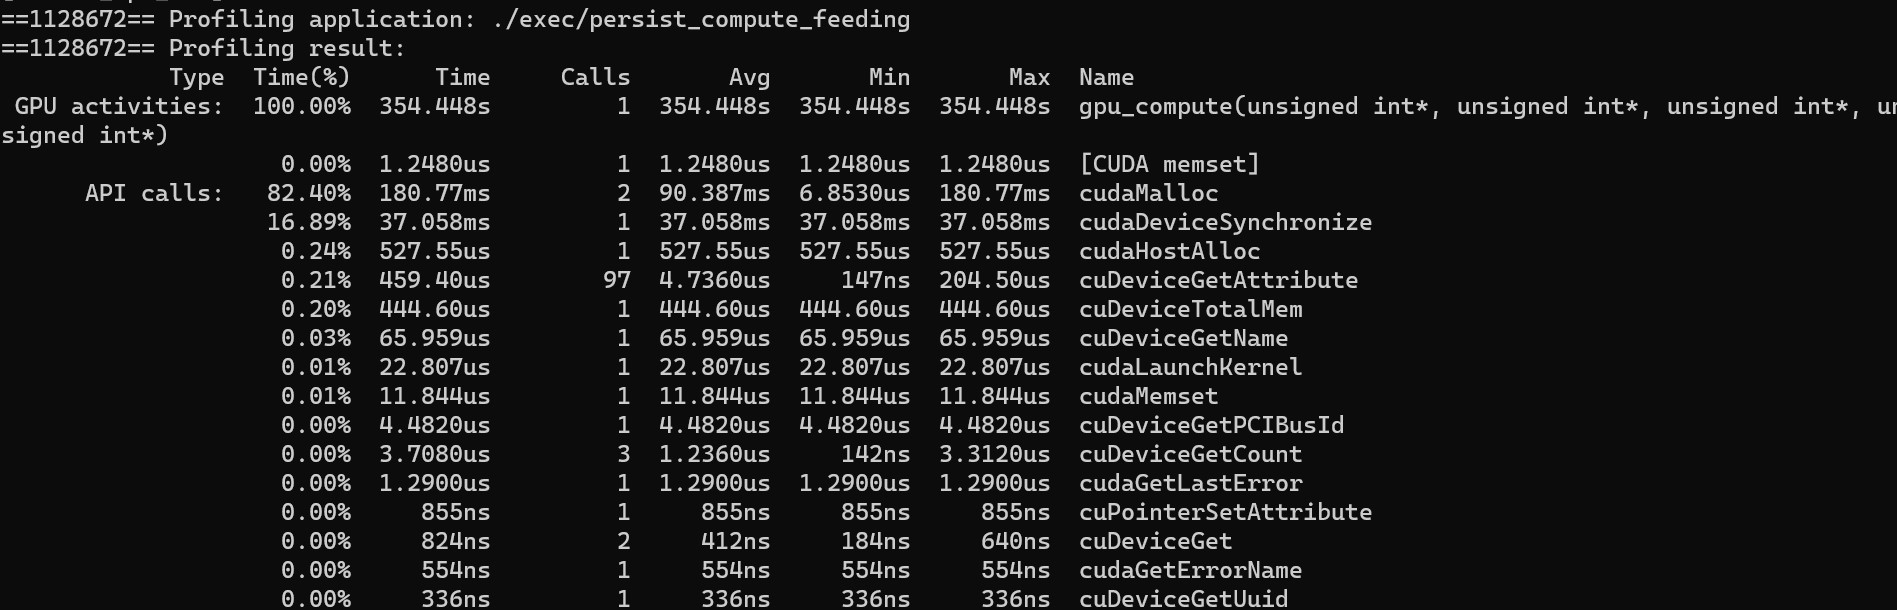 ==1128672== Profiling application: ./exec/persist_compute_feeding
==1128672== Profiling result:
Type Time(%) Time Calls Avg Min Max Name
GPU activities: 100.00% 354.448s 1 354.448s 354.448s 354.448s gpu_compute(unsigned int*, unsigned int*, unsigned int*, un
signed int*)
0.00% 1.2480us 1 1.2480us 1.2480us 1.2480us [CUDA memset]
API calls: 82.40% 180.77ms 2 90.387ms 6.8530us 180.77ms cudaMalloc
16.89% 37.058ms 1 37.058ms 37.058ms 37.058ms cudaDeviceSynchronize
0.24% 527.55us 1 527.55us 527.55us 527.55us cudaHostAlloc
0.21% 459.40us 97 4.7360us 147ns 204.50us cuDeviceGetAttribute
0.20% 444.60us 1 444.60us 444.60us 444.60us cuDeviceTotalMem
0.03% 65.959us 1 65.959us 65.959us 65.959us cuDeviceGetName
0.01% 22.807us 1 22.807us 22.807us 22.807us cudaLaunchKernel
0.01% 11.844us 1 11.844us 11.844us 11.844us cudaMemset
0.00% 4.4820us 1 4.4820us 4.4820us 4.4820us cuDeviceGetPCIBusId
0.00% 3.7080us 3 1.2360us 142ns 3.3120us cuDeviceGetCount
0.00% 1.2900us 1 1.2900us 1.2900us 1.2900us cudaGetLastError
0.00% 855ns 1 855ns 855ns 855ns cuPointerSetAttribute
0.00% 824ns 2 412ns 184ns 640ns cuDeviceGet
0.00% 554ns 1 554ns 554ns 554ns cudaGetErrorName
0.00% 336ns 1 336ns 336ns 336ns cuDeviceGetUuid